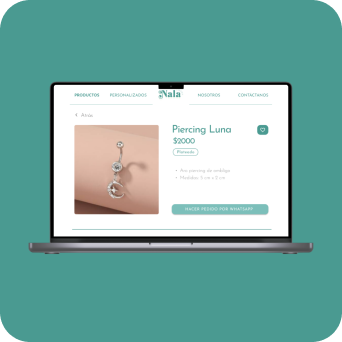 PRODUCTOS PERSONALIZADOS Nala NOSOTROS CONTACTANOS
Atrás
Piercing Luna
$2000
Plateado
Aro piercing de ombligo
Medidas: 5 cm x 2 cm
HACER PEDIDO POR WHATSAPP